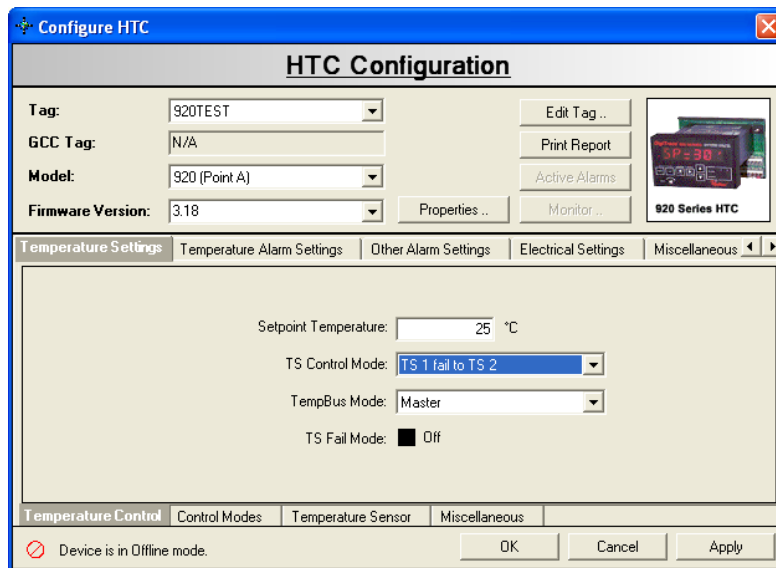 Configure HTC
HTC Configuration
Tag: 920TEST Edit Tag ..
GCC Tag: N/A Print Report
Model: 920 (Point A) Active Alarms
Firmware Version: 3.18 Properties .. Monitor ..
SP=30
920 Series HTC
Temperature Settings Temperature Alarm Settings Other Alarm Settings Electrical Settings Miscellaneous
Setpoint Temperature: 25 °C
TS Control Mode: TS 1 fail to TS 2
TempBus Mode: Master
TS Fail Mode: Off
Temperature Control Control Modes Temperature Sensor Miscellaneous
Device is in Offline mode. OK Cancel Apply